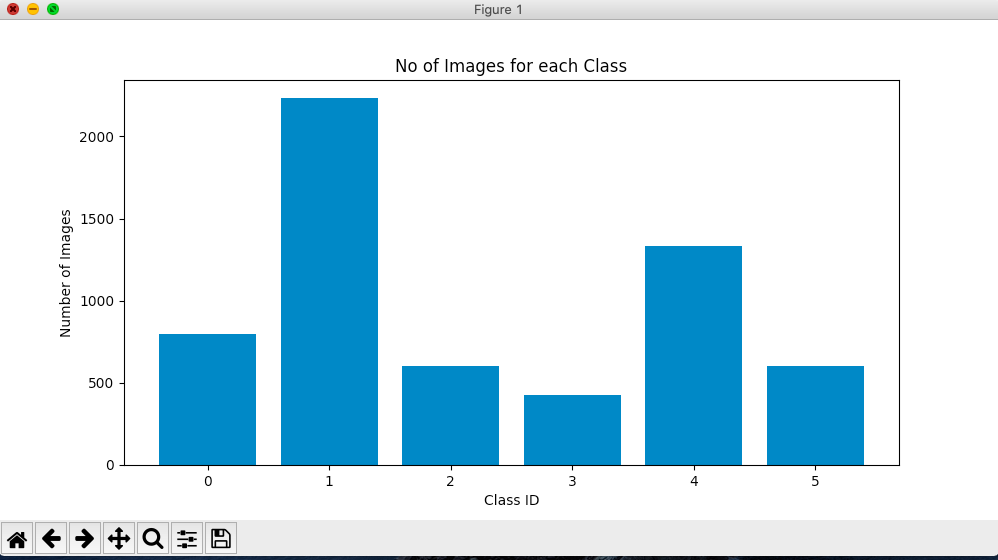 Figure 1
No of Images for each Class
2000
1500
1000
500
0
Number of Images
0 1 2 3 4 5
Class ID